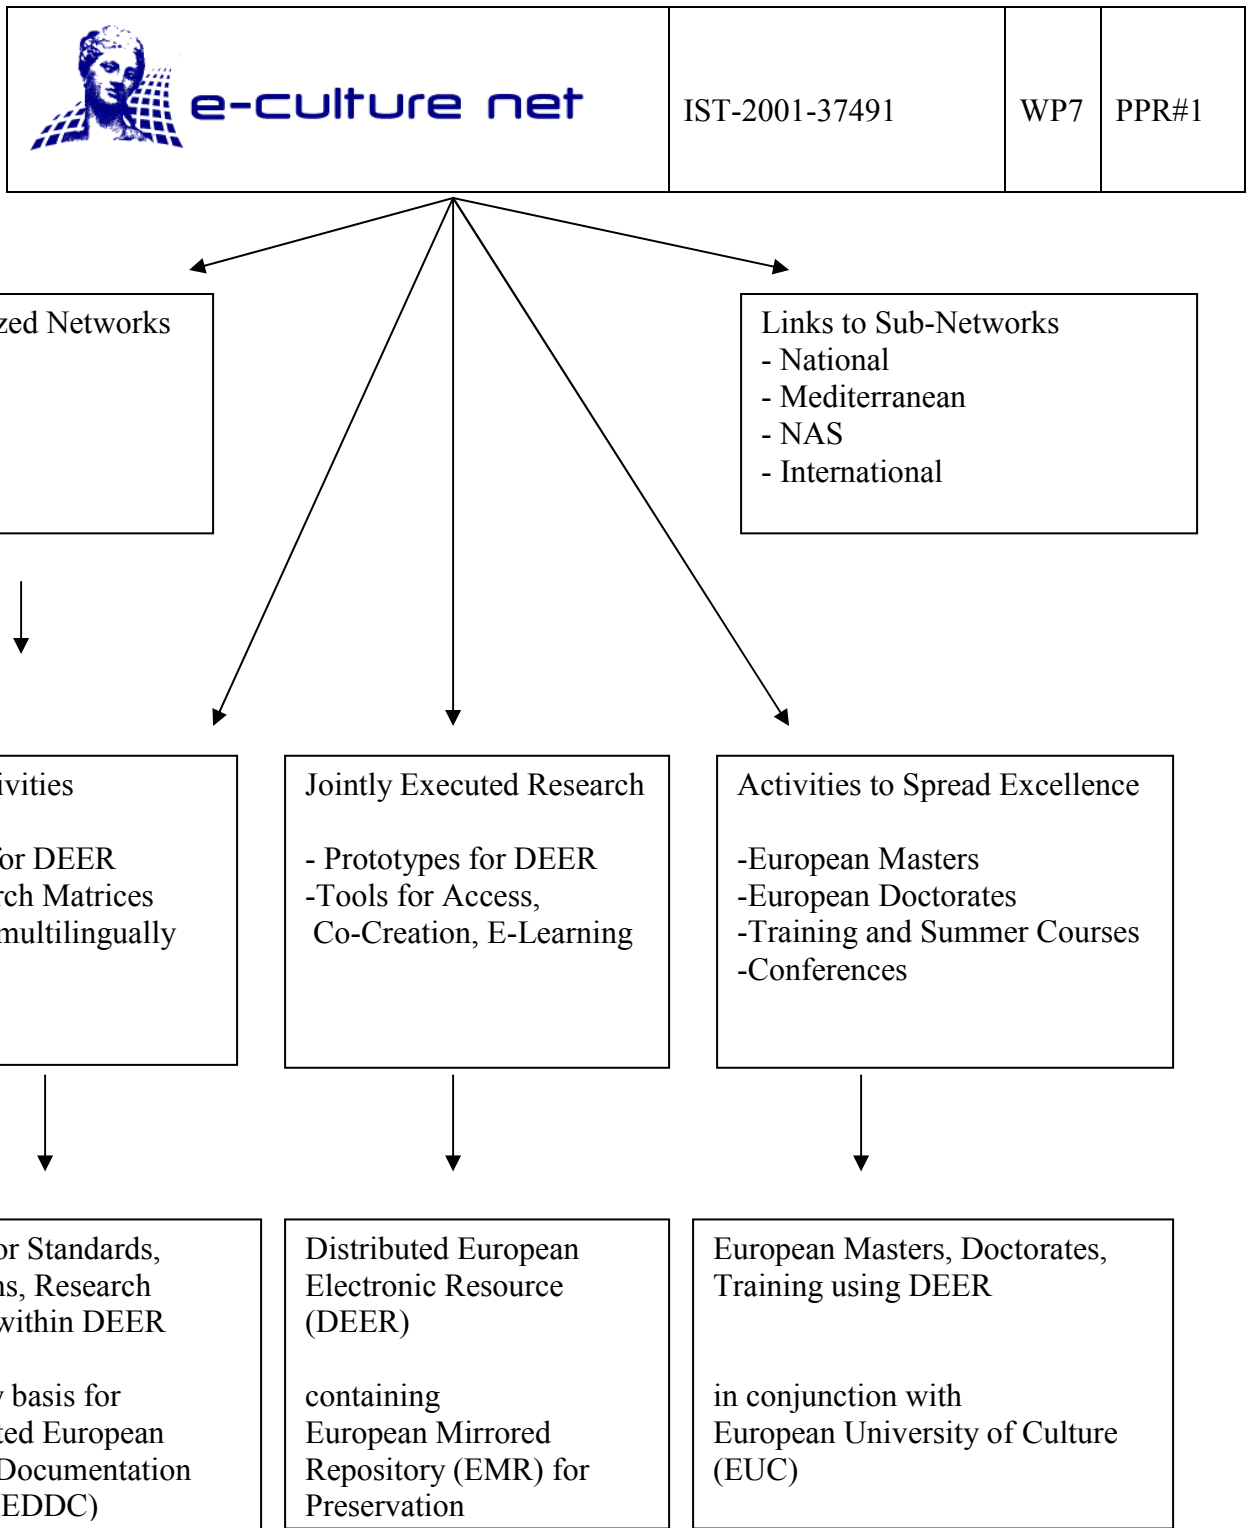 e-culture net
IST-2001-37491
WP7
PPR#1
zed Networks
Links to Sub-Networks
- National
- Mediterranean
- NAS
- International
ivities
for DEER
rch Matrices
multilingually
Jointly Executed Research
- Prototypes for DEER
-Tools for Access,
Co-Creation, E-Learning
Activities to Spread Excellence
-European Masters
-European Doctorates
-Training and Summer Courses
-Conferences
or Standards,
ns, Research
within DEER
y basis for
ted European
Documentation
EDDC)
Distributed European
Electronic Resource
(DEER)
containing
European Mirrored
Repository (EMR) for
Preservation
European Masters, Doctorates,
Training using DEER
in conjunction with
European University of Culture
(EUC)